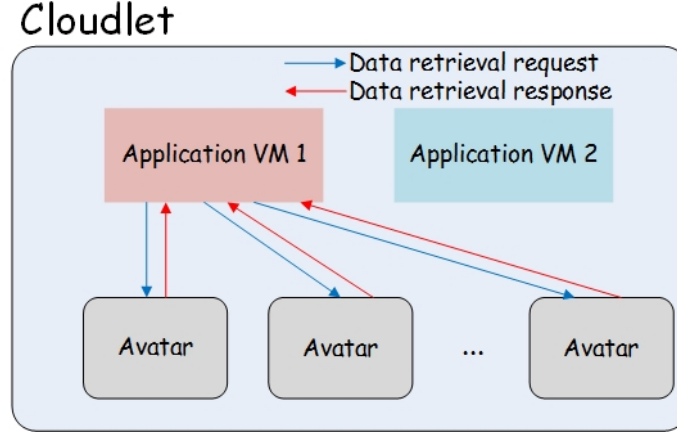 Cloudlet
Data retrieval request
Data retrieval response
Application VM 1
Application VM 2
Avatar
Avatar
...
Avatar